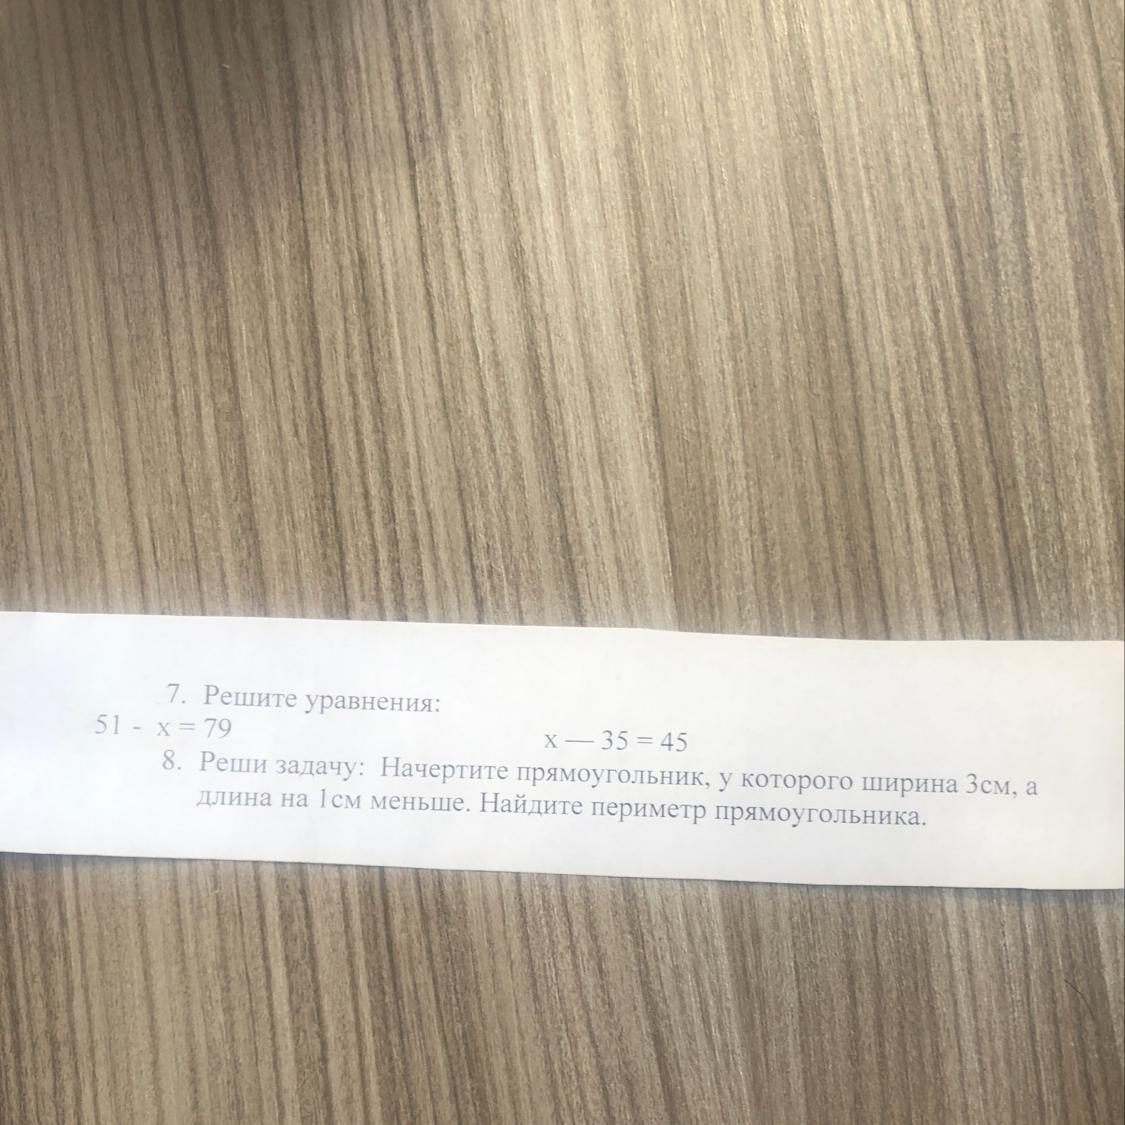 7. Решите уравнения:
51 - х = 79
х — 35 = 45
8. Реши задачу: Начертите прямоугольник, у которого ширина 3см, а
длина на 1см меньше. Найдите периметр прямоугольника.